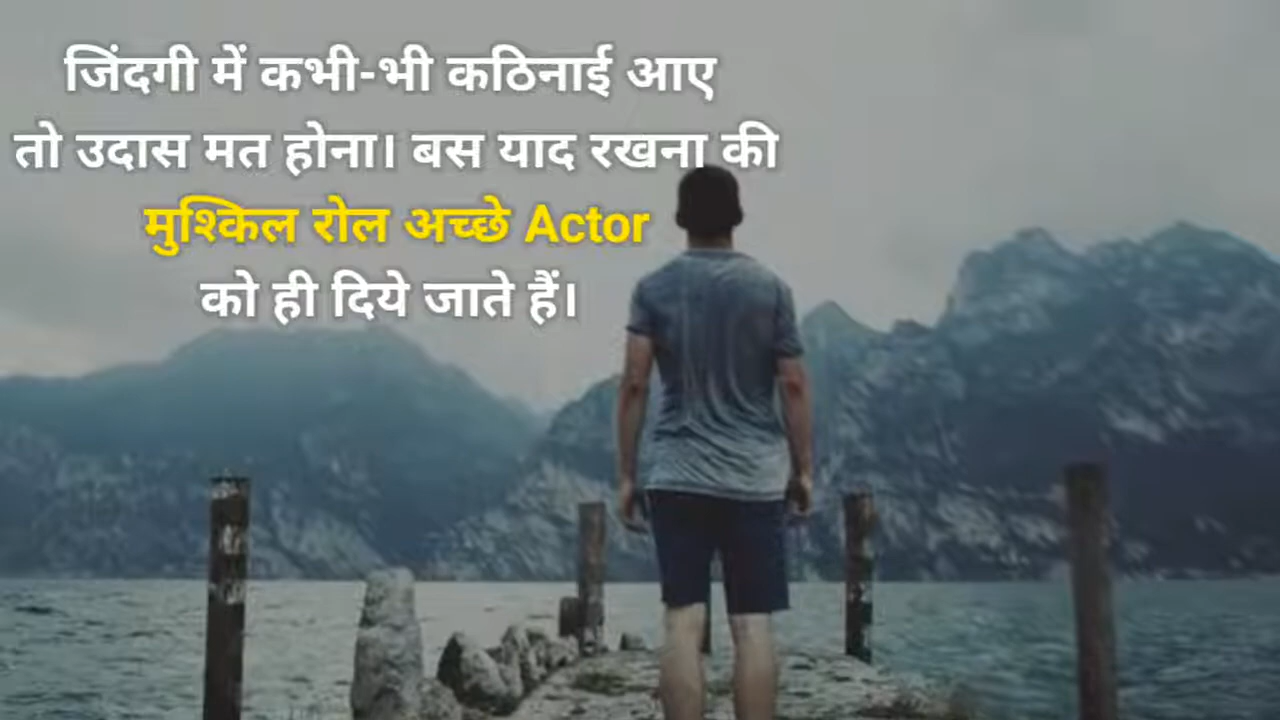 जिंदगी में कभी-भी कठिनाई आए
तो उदास मत होना। बस याद रखना की
मुश्किल रोल अच्छे Actor
को ही दिये जाते हैं।